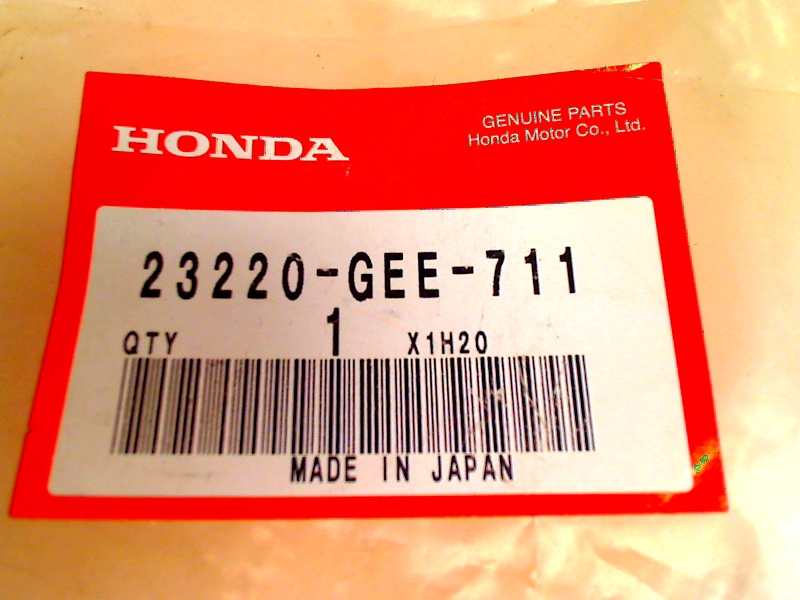 HONDA
GENUINE PARTS
Honda Motor Co., Ltd.
23220-GEE-711
QTY 1 X1H20
MADE IN JAPAN